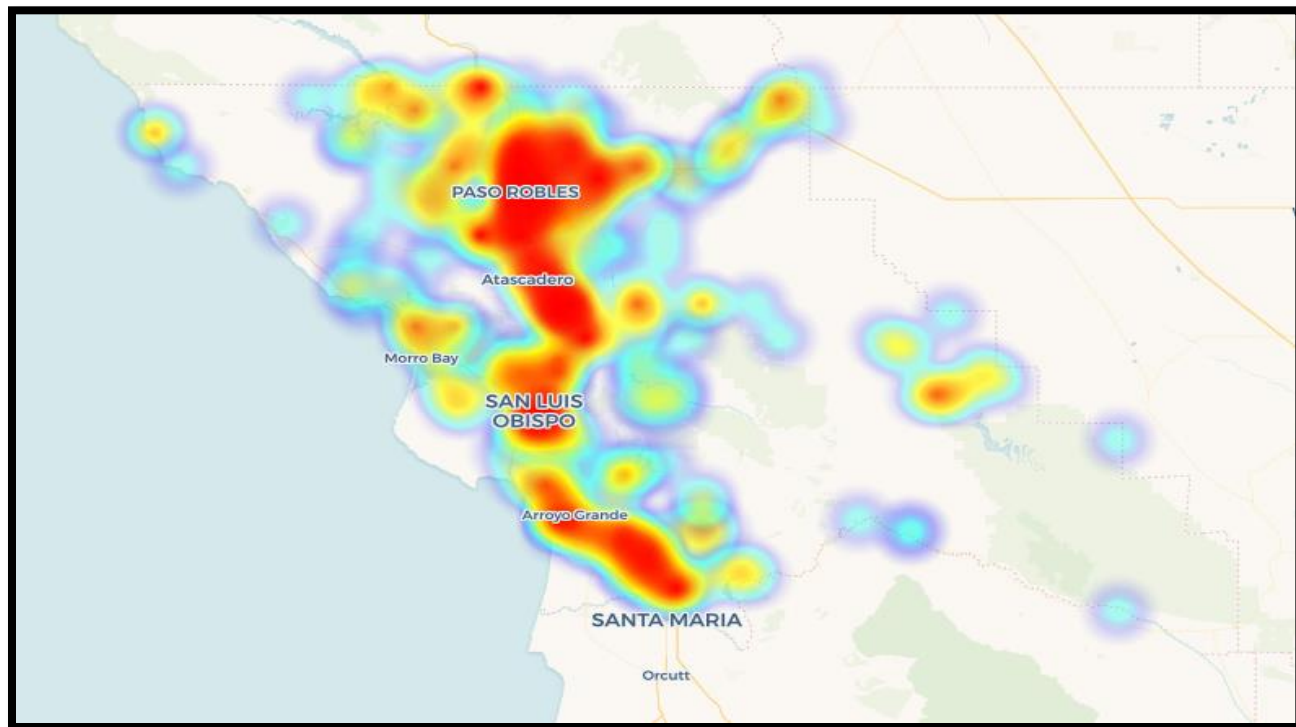 PASO ROBLES
Atascadero
Morro Bay
SAN LUIS
OBISPO
Arroyo Grande
SANTA MARIA
Orcutt